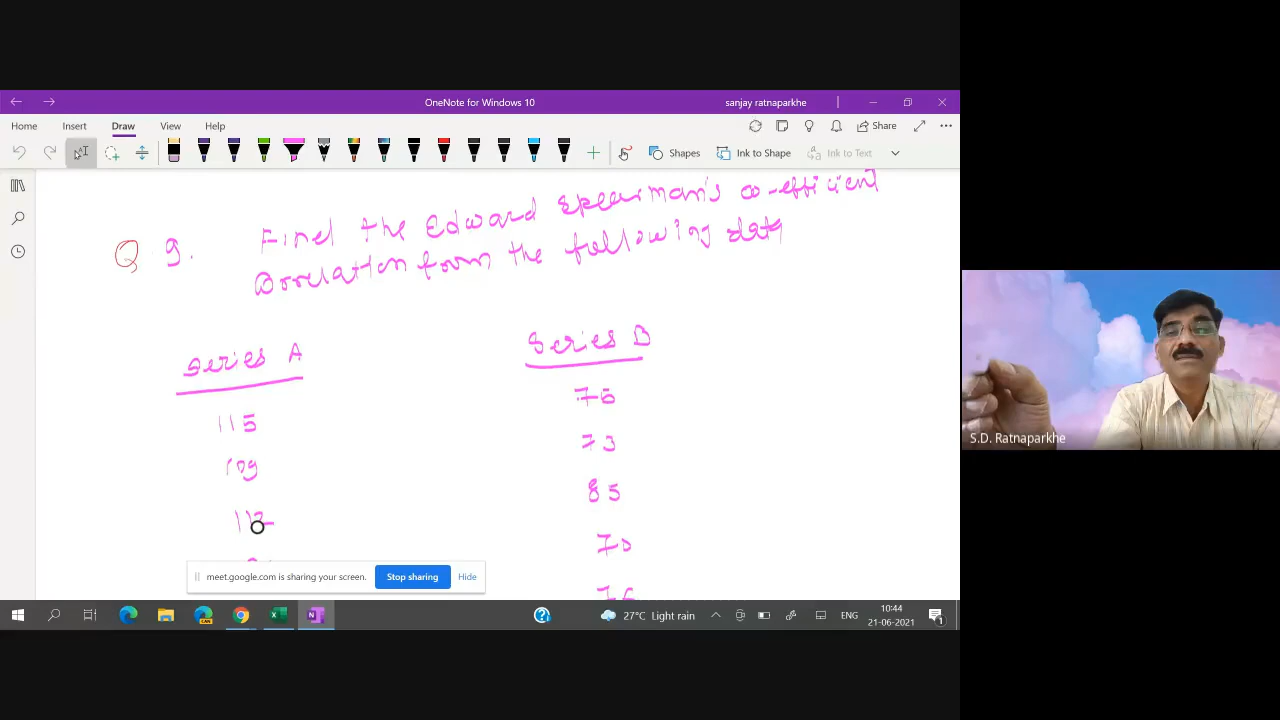 OneNote for Windows 10
sanjay ratnaparkhe
Home Insert Draw View Help
Share
Shapes
Ink to Shape
Ink to Text
Q 9. Find the Edward Spearman's co-efficient
Correlation from the following data
Series A Series B
115 75
109 73
112 85
70
76
S.D. Ratnaparkhe
meet.google.com is sharing your screen. Stop sharing Hide
27°C Light rain
ENG
10:44
21-06-2021